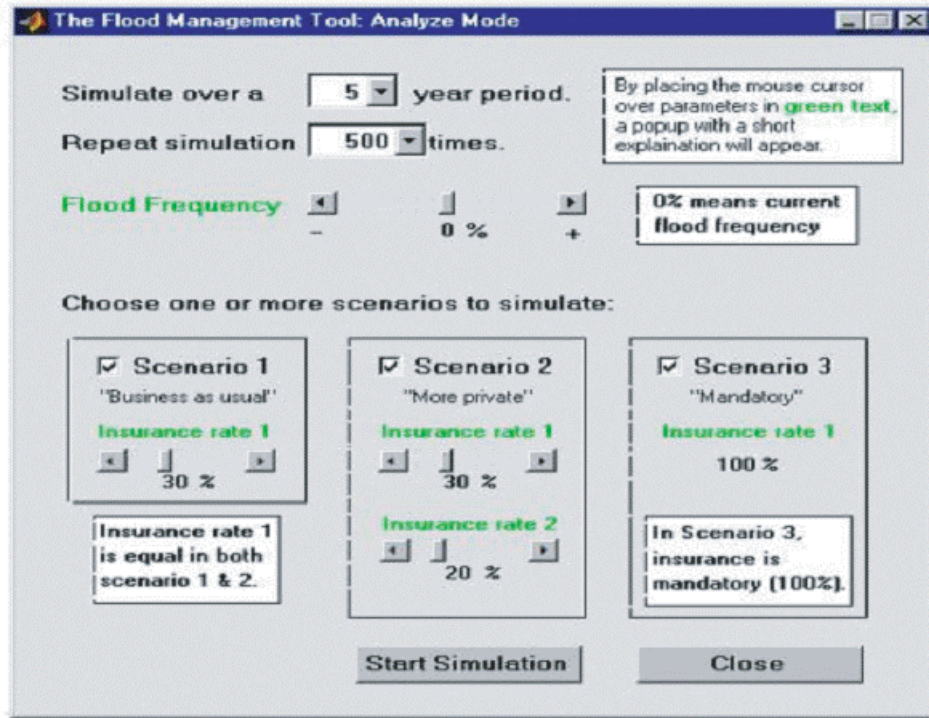 The Flood Management Tool: Analyze Mode
Simulate over a 5 year period.
Repeat simulation 500 times.
By placing the mouse cursor
over parameters in green text,
a popup with a short
explaination will appear.
Flood Frequency
0 %
- +
0% means current
flood frequency
Choose one or more scenarios to simulate:
Scenario 1
"Business as usual"
Insurance rate 1
30 %
Insurance rate 1
is equal in both
scenario 1 & 2.
Scenario 2
"More private"
Insurance rate 1
30 %
Insurance rate 2
20 %
Scenario 3
"Mandatory"
Insurance rate 1
100 %
In Scenario 3,
insurance is
mandatory (100%).
Start Simulation
Close